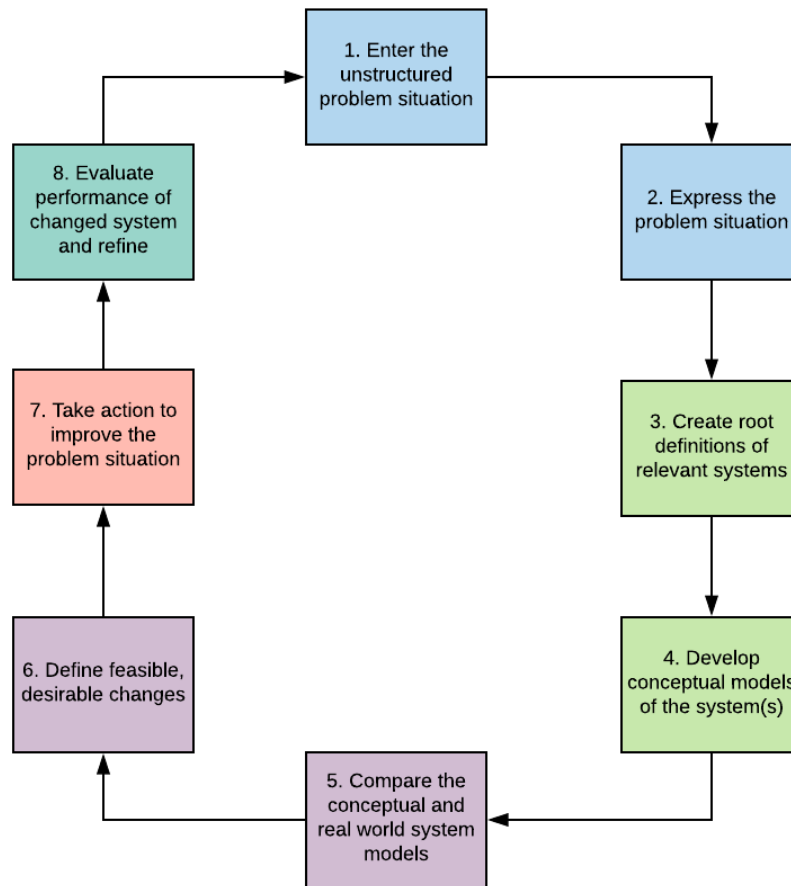 1. Enter the
unstructured
problem situation
2. Express the
problem situation
3. Create root
definitions of
relevant systems
4. Develop
conceptual models
of the system(s)
5. Compare the
conceptual and
real world system
models
6. Define feasible,
desirable changes
7. Take action to
improve the
problem situation
8. Evaluate
performance of
changed system
and refine